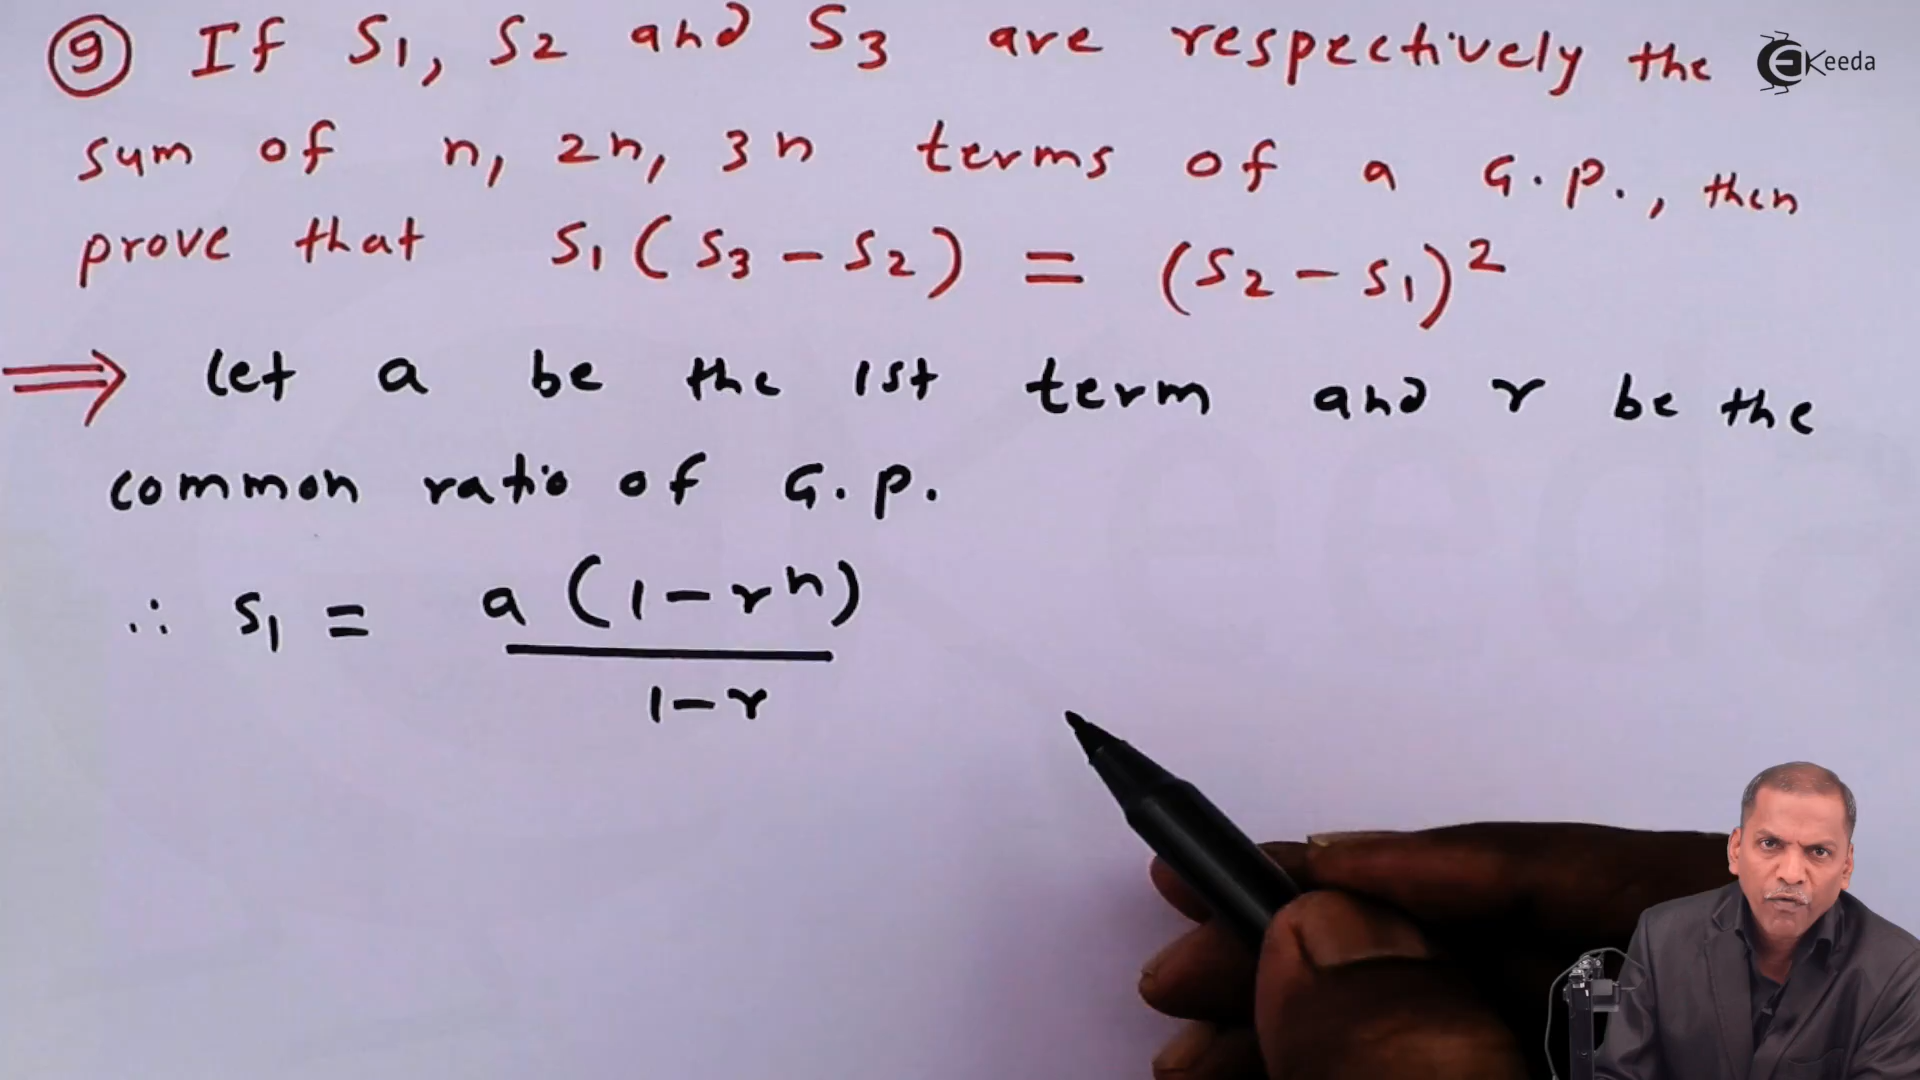 ⑨ If S1, S2 and S3 are respectively the
Keeda
sum of n, 2n, 3n terms of a G.P., then
prove that S1 (S3 - S2) = (S2 - S1)²
⇒ let a be the 1st term and r be the
common ratio of G.P.
∴ S1 = a (1 - rⁿ)
1 - r